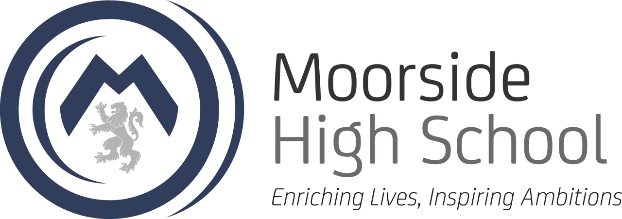 M
Moorside
High School
Enriching Lives, Inspiring Ambitions